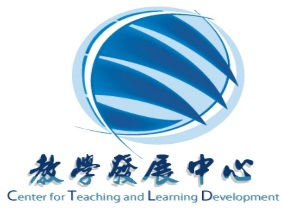 教學發展中心
Center for Teaching and Learning Development